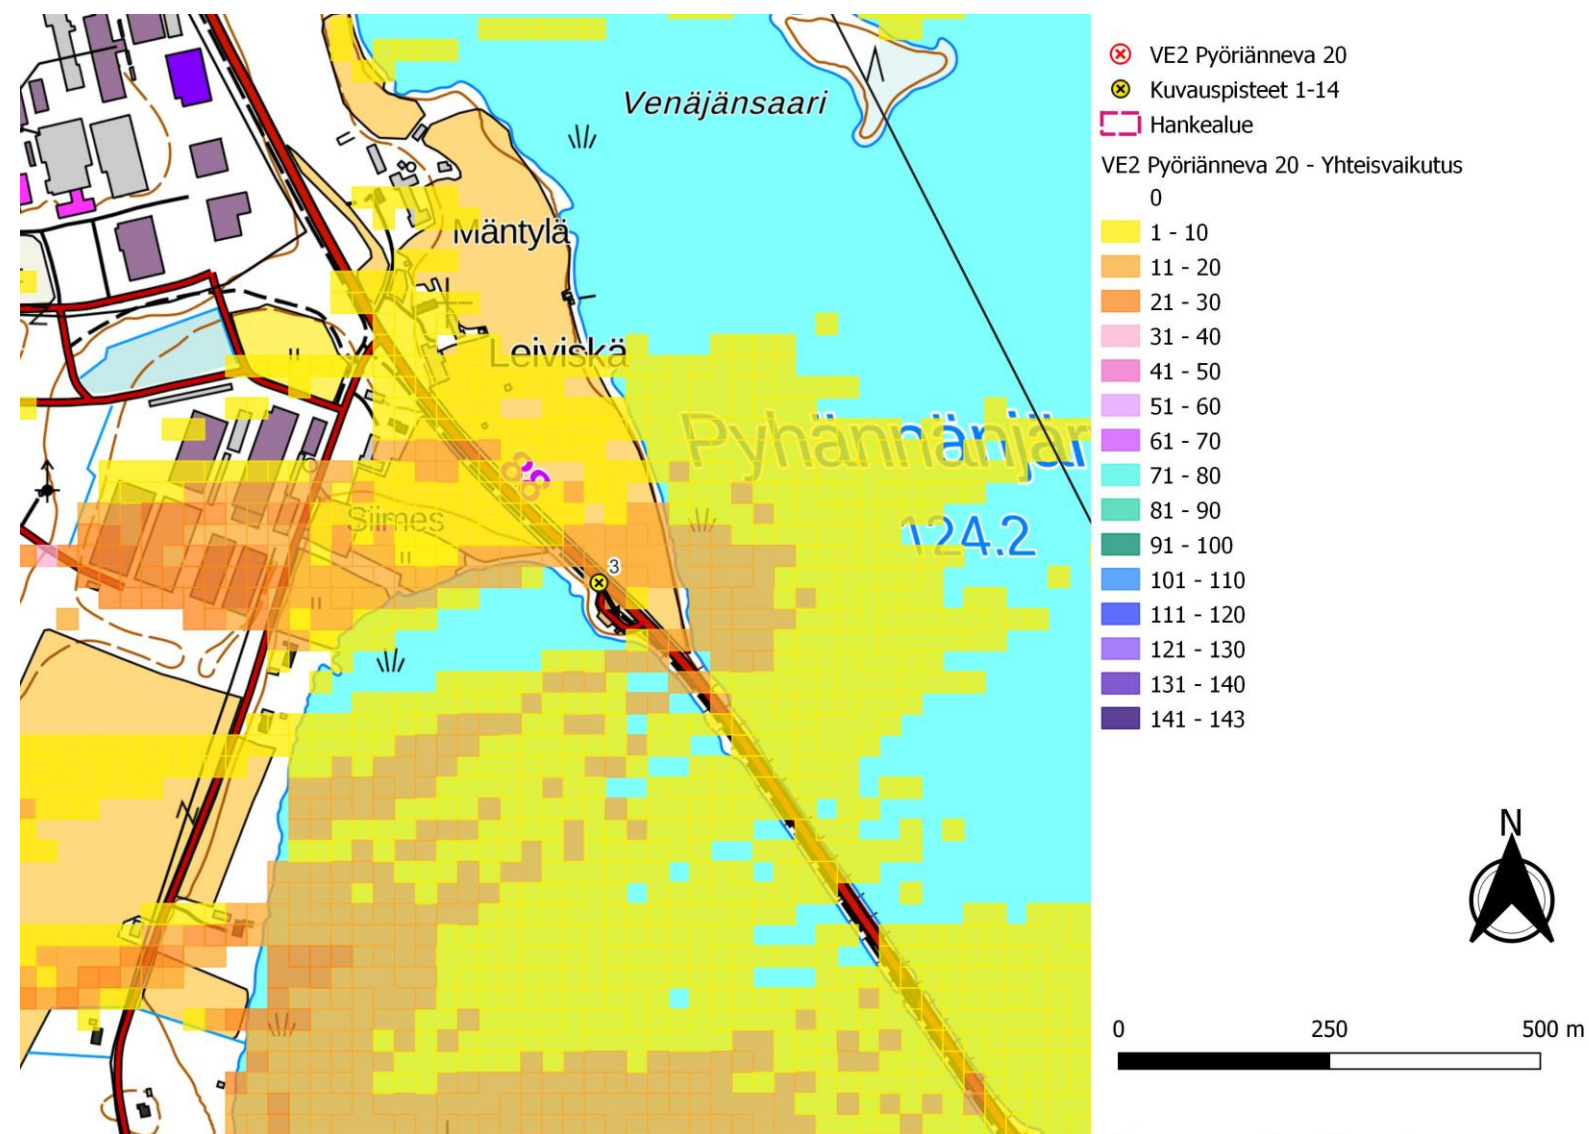 Venäjänsaari
Mäntylä
Leiviskä
Pyhännänjär
Siimes
124.2
3
VE2 Pyöriänneva 20
Kuvauspisteet 1-14
Hankealue
VE2 Pyöriänneva 20 - Yhteisvaikutus
0
1 - 10
11 - 20
21 - 30
31 - 40
41 - 50
51 - 60
61 - 70
71 - 80
81 - 90
91 - 100
101 - 110
111 - 120
121 - 130
131 - 140
141 - 143
N
0 250 500 m